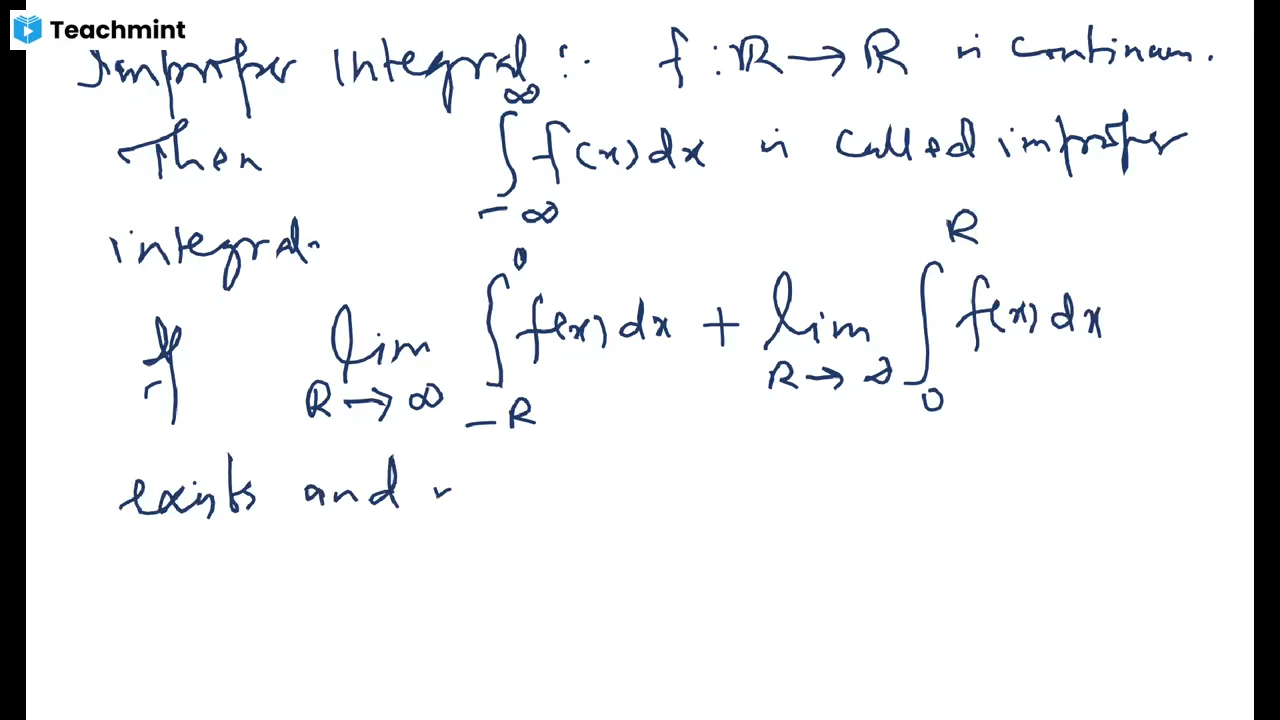 Teachmint
Improper Integral :- f : ℝ → ℝ is continuous.
Then ∫_{-∞}^{∞} f(x) dx is called improper
integral.
If lim_{R→∞} ∫_{-R}^{0} f(x) dx + lim_{R→∞} ∫_{0}^{R} f(x) dx
exists and